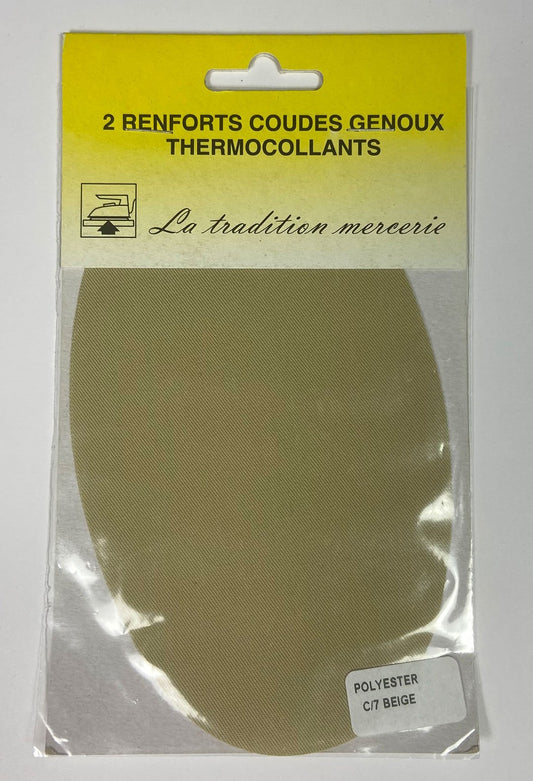 2 RENFORTS COUDES GENOUX
THERMOCOLLANTS
La tradition mercerie
POLYESTER
C/7 BEIGE